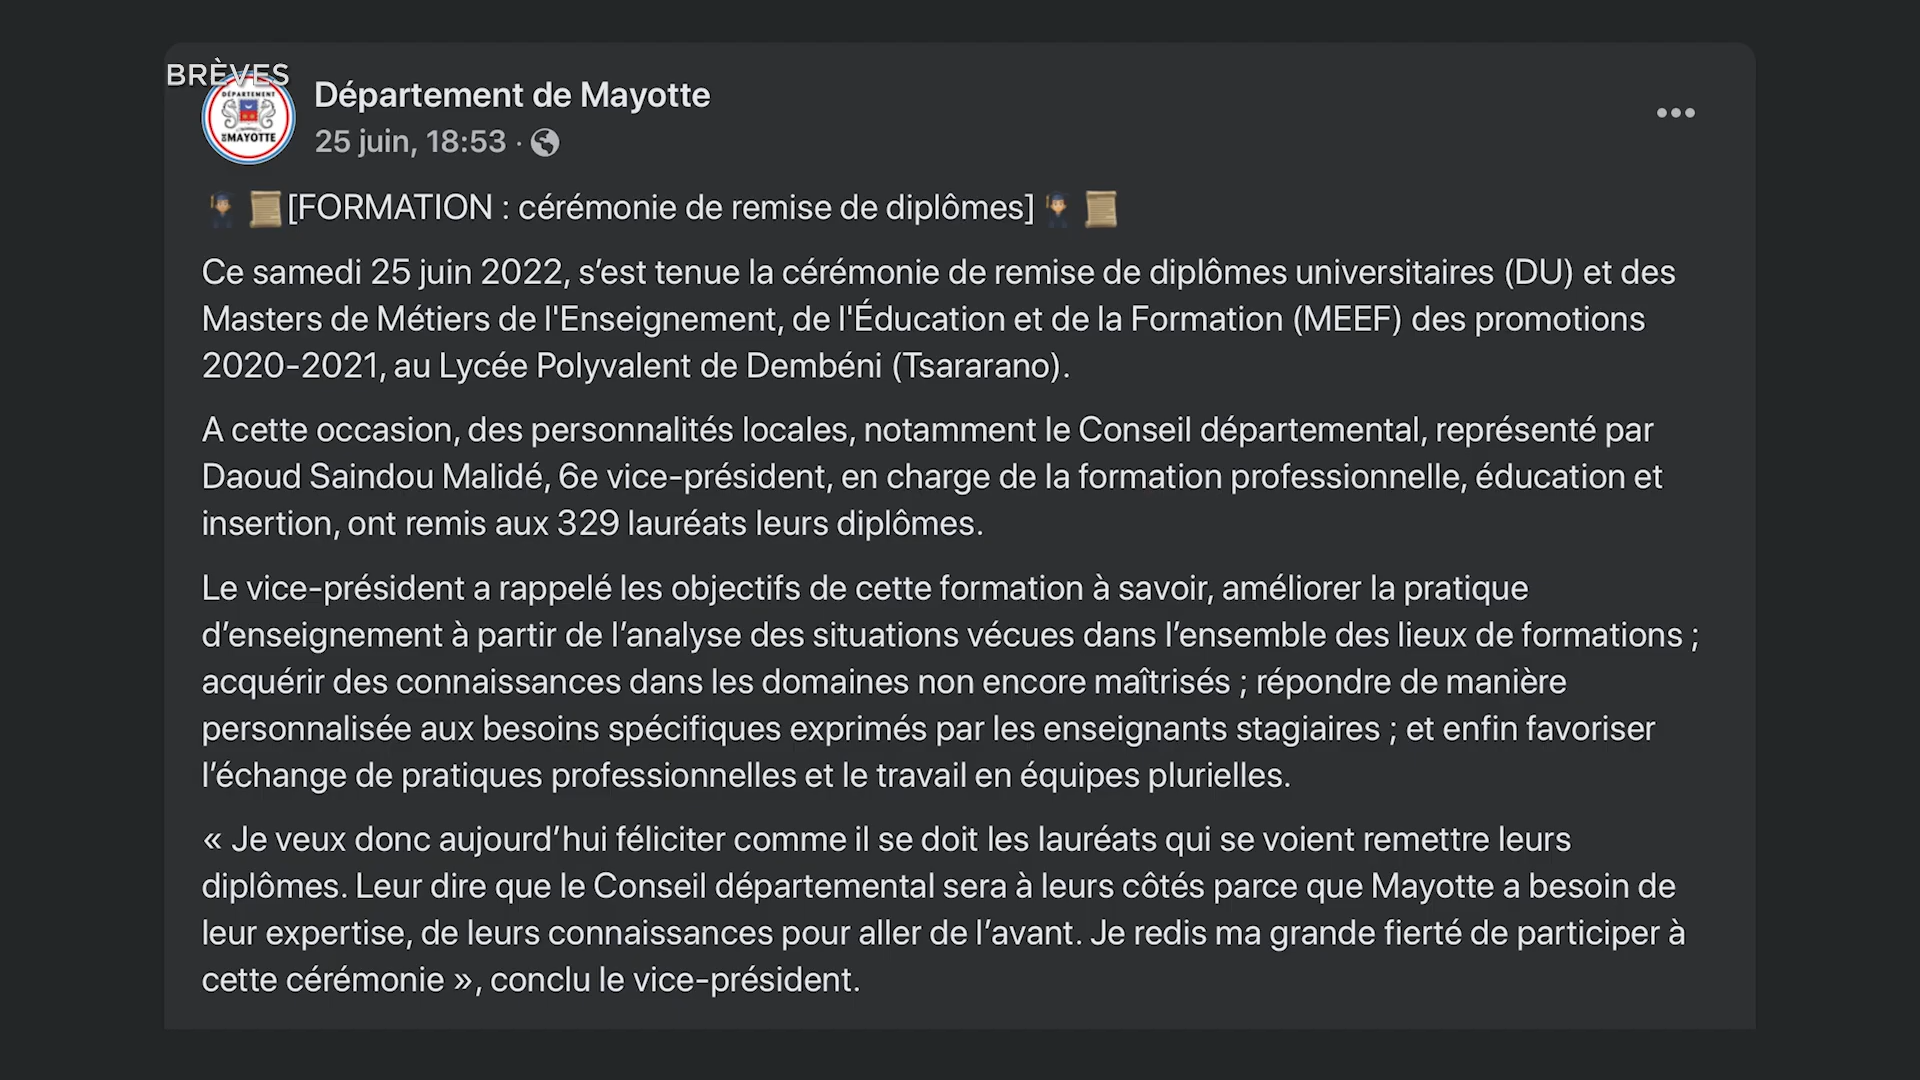 BRÈVES
DÉPARTEMENT
DE MAYOTTE
Département de Mayotte
25 juin, 18:53 ·
[FORMATION : cérémonie de remise de diplômes]
Ce samedi 25 juin 2022, s’est tenue la cérémonie de remise de diplômes universitaires (DU) et des
Masters de Métiers de l'Enseignement, de l'Éducation et de la Formation (MEEF) des promotions
2020-2021, au Lycée Polyvalent de Dembéni (Tsararano).
A cette occasion, des personnalités locales, notamment le Conseil départemental, représenté par
Daoud Saindou Malidé, 6e vice-président, en charge de la formation professionnelle, éducation et
insertion, ont remis aux 329 lauréats leurs diplômes.
Le vice-président a rappelé les objectifs de cette formation à savoir, améliorer la pratique
d’enseignement à partir de l’analyse des situations vécues dans l’ensemble des lieux de formations ;
acquérir des connaissances dans les domaines non encore maîtrisés ; répondre de manière
personnalisée aux besoins spécifiques exprimés par les enseignants stagiaires ; et enfin favoriser
l’échange de pratiques professionnelles et le travail en équipes plurielles.
« Je veux donc aujourd’hui féliciter comme il se doit les lauréats qui se voient remettre leurs
diplômes. Leur dire que le Conseil départemental sera à leurs côtés parce que Mayotte a besoin de
leur expertise, de leurs connaissances pour aller de l’avant. Je redis ma grande fierté de participer à
cette cérémonie », conclu le vice-président.